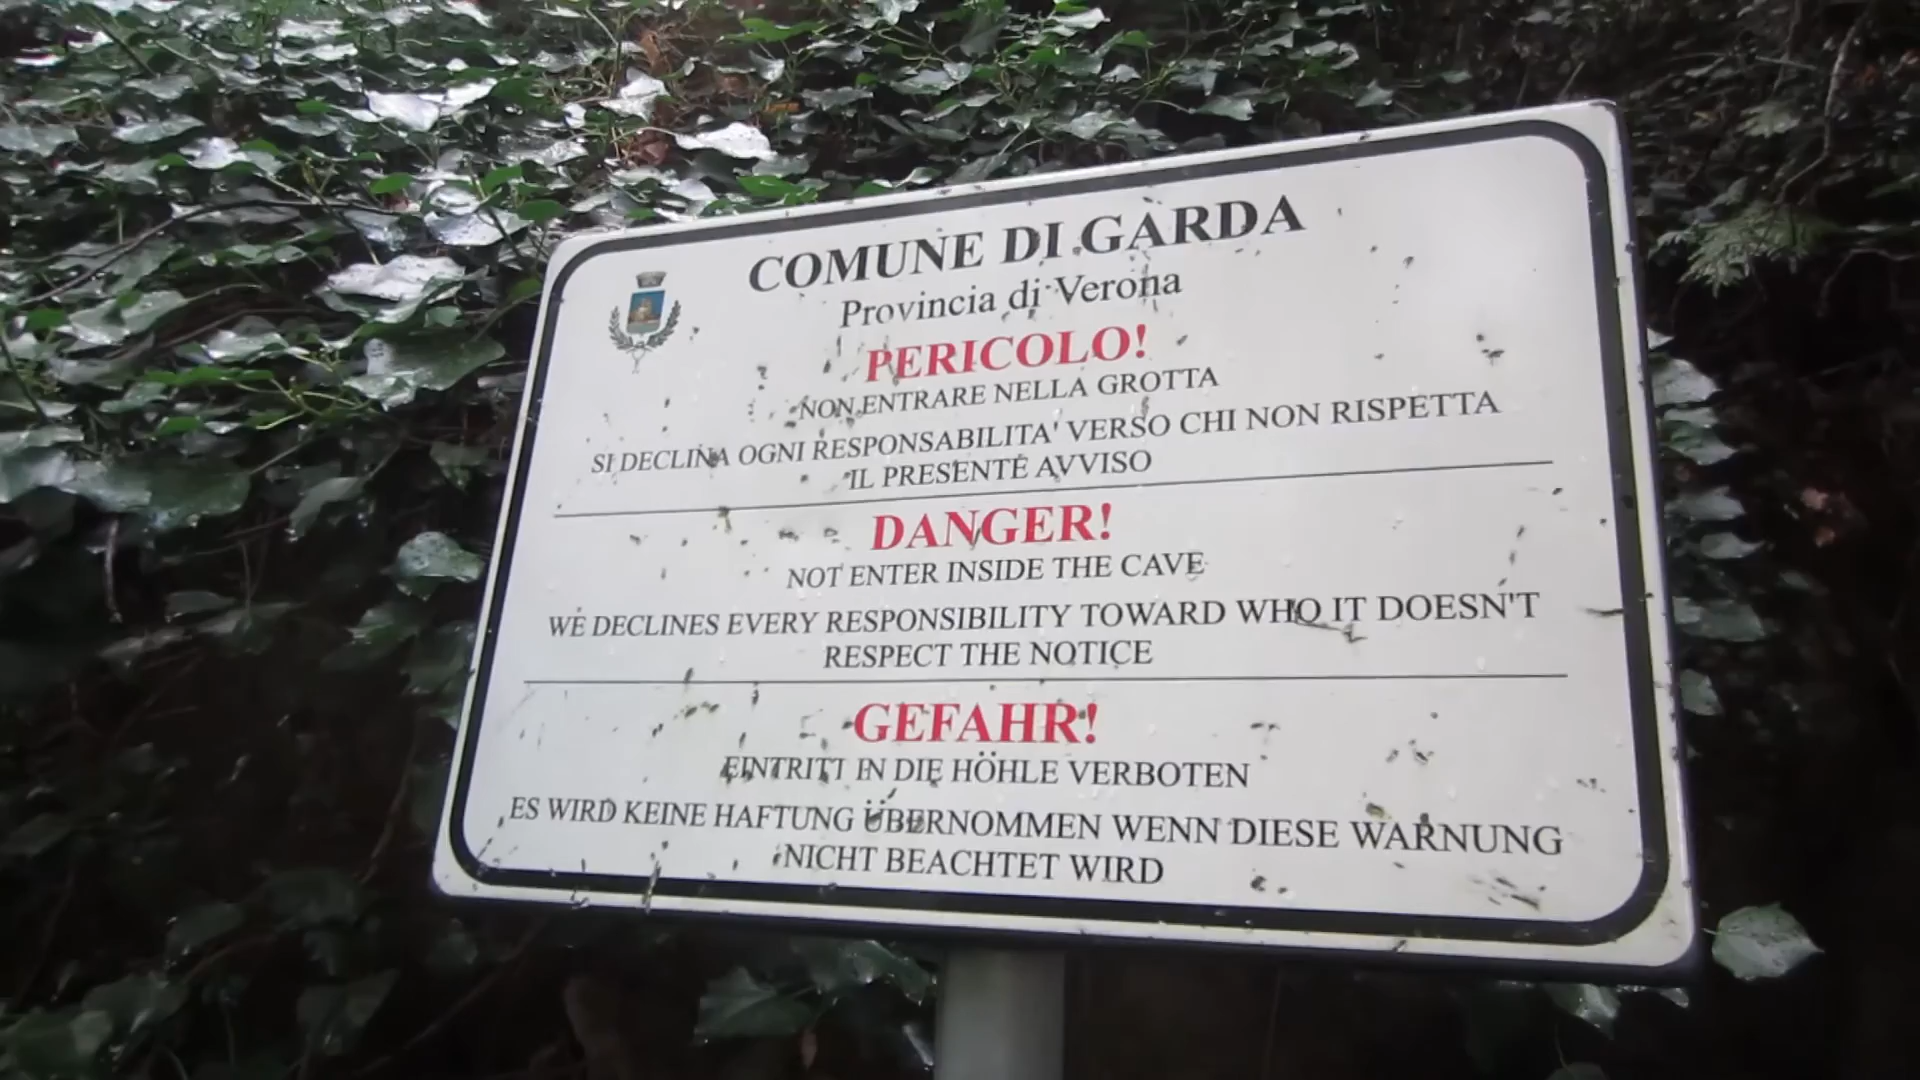 COMUNE DI GARDA
Provincia di Verona
PERICOLO!
NON ENTRARE NELLA GROTTA
SI DECLINA OGNI RESPONSABILITA' VERSO CHI NON RISPETTA
IL PRESENTE AVVISO
DANGER!
NOT ENTER INSIDE THE CAVE
WE DECLINES EVERY RESPONSIBILITY TOWARD WHO IT DOESN'T
RESPECT THE NOTICE
GEFAHR!
EINTRITT IN DIE HÖHLE VERBOTEN
ES WIRD KEINE HAFTUNG ÜBERNOMMEN WENN DIESE WARNUNG
NICHT BEACHTET WIRD